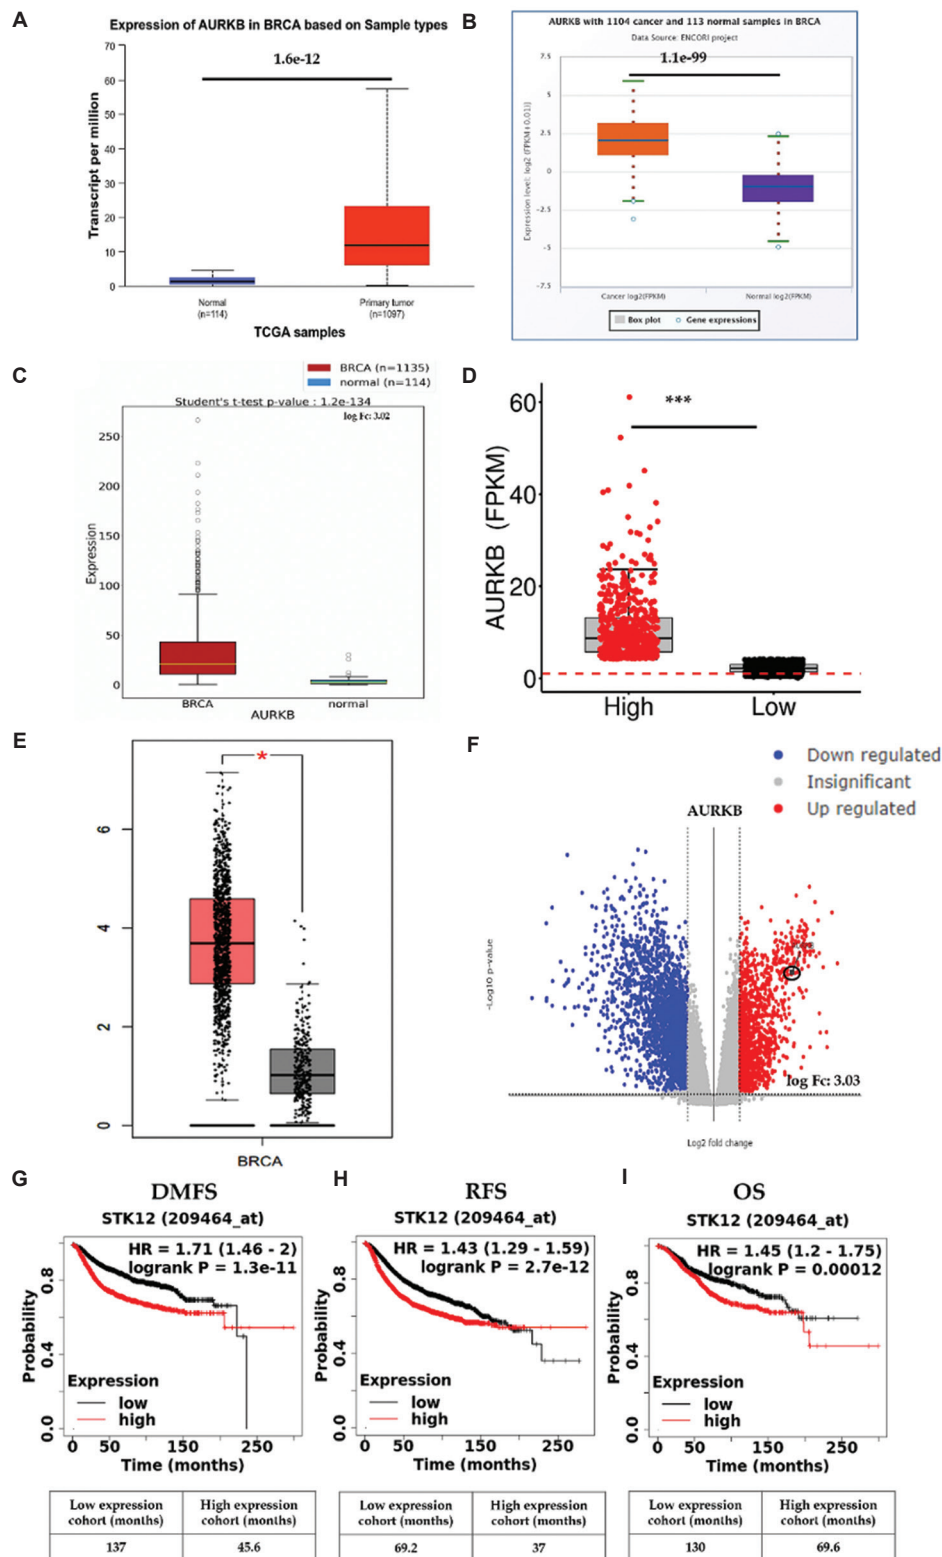 A
Expression of AURKB in BRCA based on Sample types
1.6e-12
Transcript per million
70
60
50
40
30
20
10
0
Normal
(n=114)
Primary tumor
(n=1097)
TCGA samples
B
AURKB with 1104 cancer and 113 normal samples in BRCA
Data Source: ENCORI project
1.1e-99
Expression level: log2 (FPKM+0.01)
7.5
5
2.5
0
-2.5
-5
-7.5
Cancer log2(FPKM)
Normal log2(FPKM)
Box plot
Gene expressions
C
BRCA (n=1135)
normal (n=114)
Student's t-test p-value : 1.2e-134
log Fc: 3.02
Expression
250
200
150
100
50
0
BRCA
normal
AURKB
D
***
AURKB (FPKM)
60
40
20
0
High
Low
E
*
6
4
2
0
BRCA
F
Down regulated
Insignificant
Up regulated
AURKB
-Log10 p-value
log Fc: 3.03
Log2 fold change
G
DMFS
STK12 (209464_at)
HR = 1.71 (1.46 - 2)
logrank P = 1.3e-11
Probability
0.8
0.4
0.0
Expression
low
high
0 50 150 250
Time (months)
Low expression cohort (months)
High expression cohort (months)
137
45.6
H
RFS
STK12 (209464_at)
HR = 1.43 (1.29 - 1.59)
logrank P = 2.7e-12
Probability
0.8
0.4
0.0
Expression
low
high
0 50 150 250
Time (months)
Low expression cohort (months)
High expression cohort (months)
69.2
37
I
OS
STK12 (209464_at)
HR = 1.45 (1.2 - 1.75)
logrank P = 0.00012
Probability
0.8
0.4
0.0
Expression
low
high
0 50 150 250
Time (months)
Low expression cohort (months)
High expression cohort (months)
130
69.6